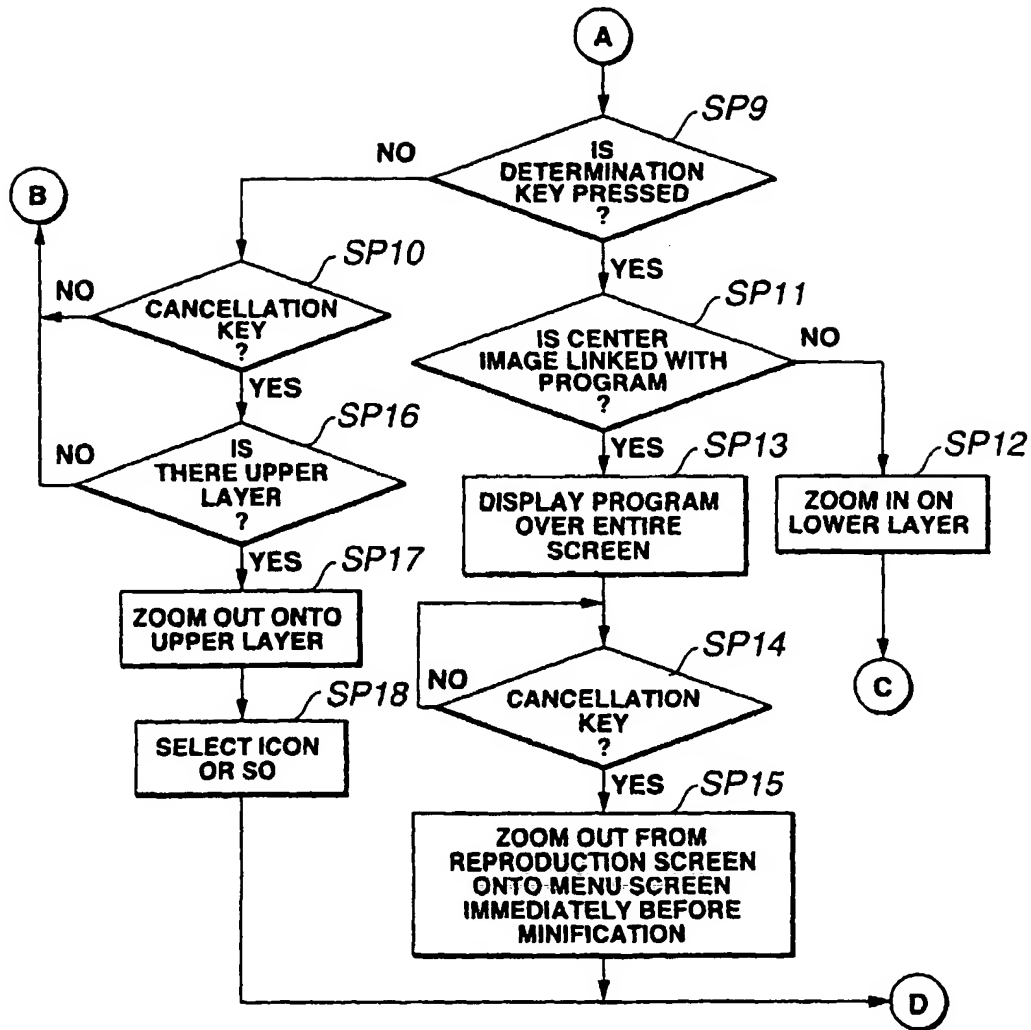 A
SP9
IS
DETERMINATION
KEY PRESSED
?
NO
YES
B
SP10
CANCELLATION
KEY
?
NO
YES
SP11
IS CENTER
IMAGE LINKED WITH
PROGRAM
?
NO
YES
SP16
IS
THERE UPPER
LAYER
?
NO
YES
SP13
DISPLAY PROGRAM
OVER ENTIRE
SCREEN
SP12
ZOOM IN ON
LOWER LAYER
SP17
ZOOM OUT ONTO
UPPER LAYER
SP14
CANCELLATION
KEY
?
NO
YES
C
SP18
SELECT ICON
OR SO
SP15
ZOOM OUT FROM
REPRODUCTION SCREEN
ONTO MENU SCREEN
IMMEDIATELY BEFORE
MINIFICATION
D